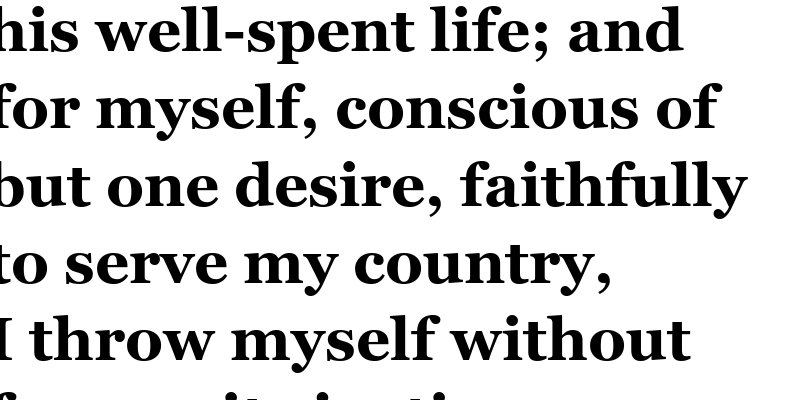 his well-spent life; and
for myself, conscious of
but one desire, faithfully
to serve my country,
I throw myself without